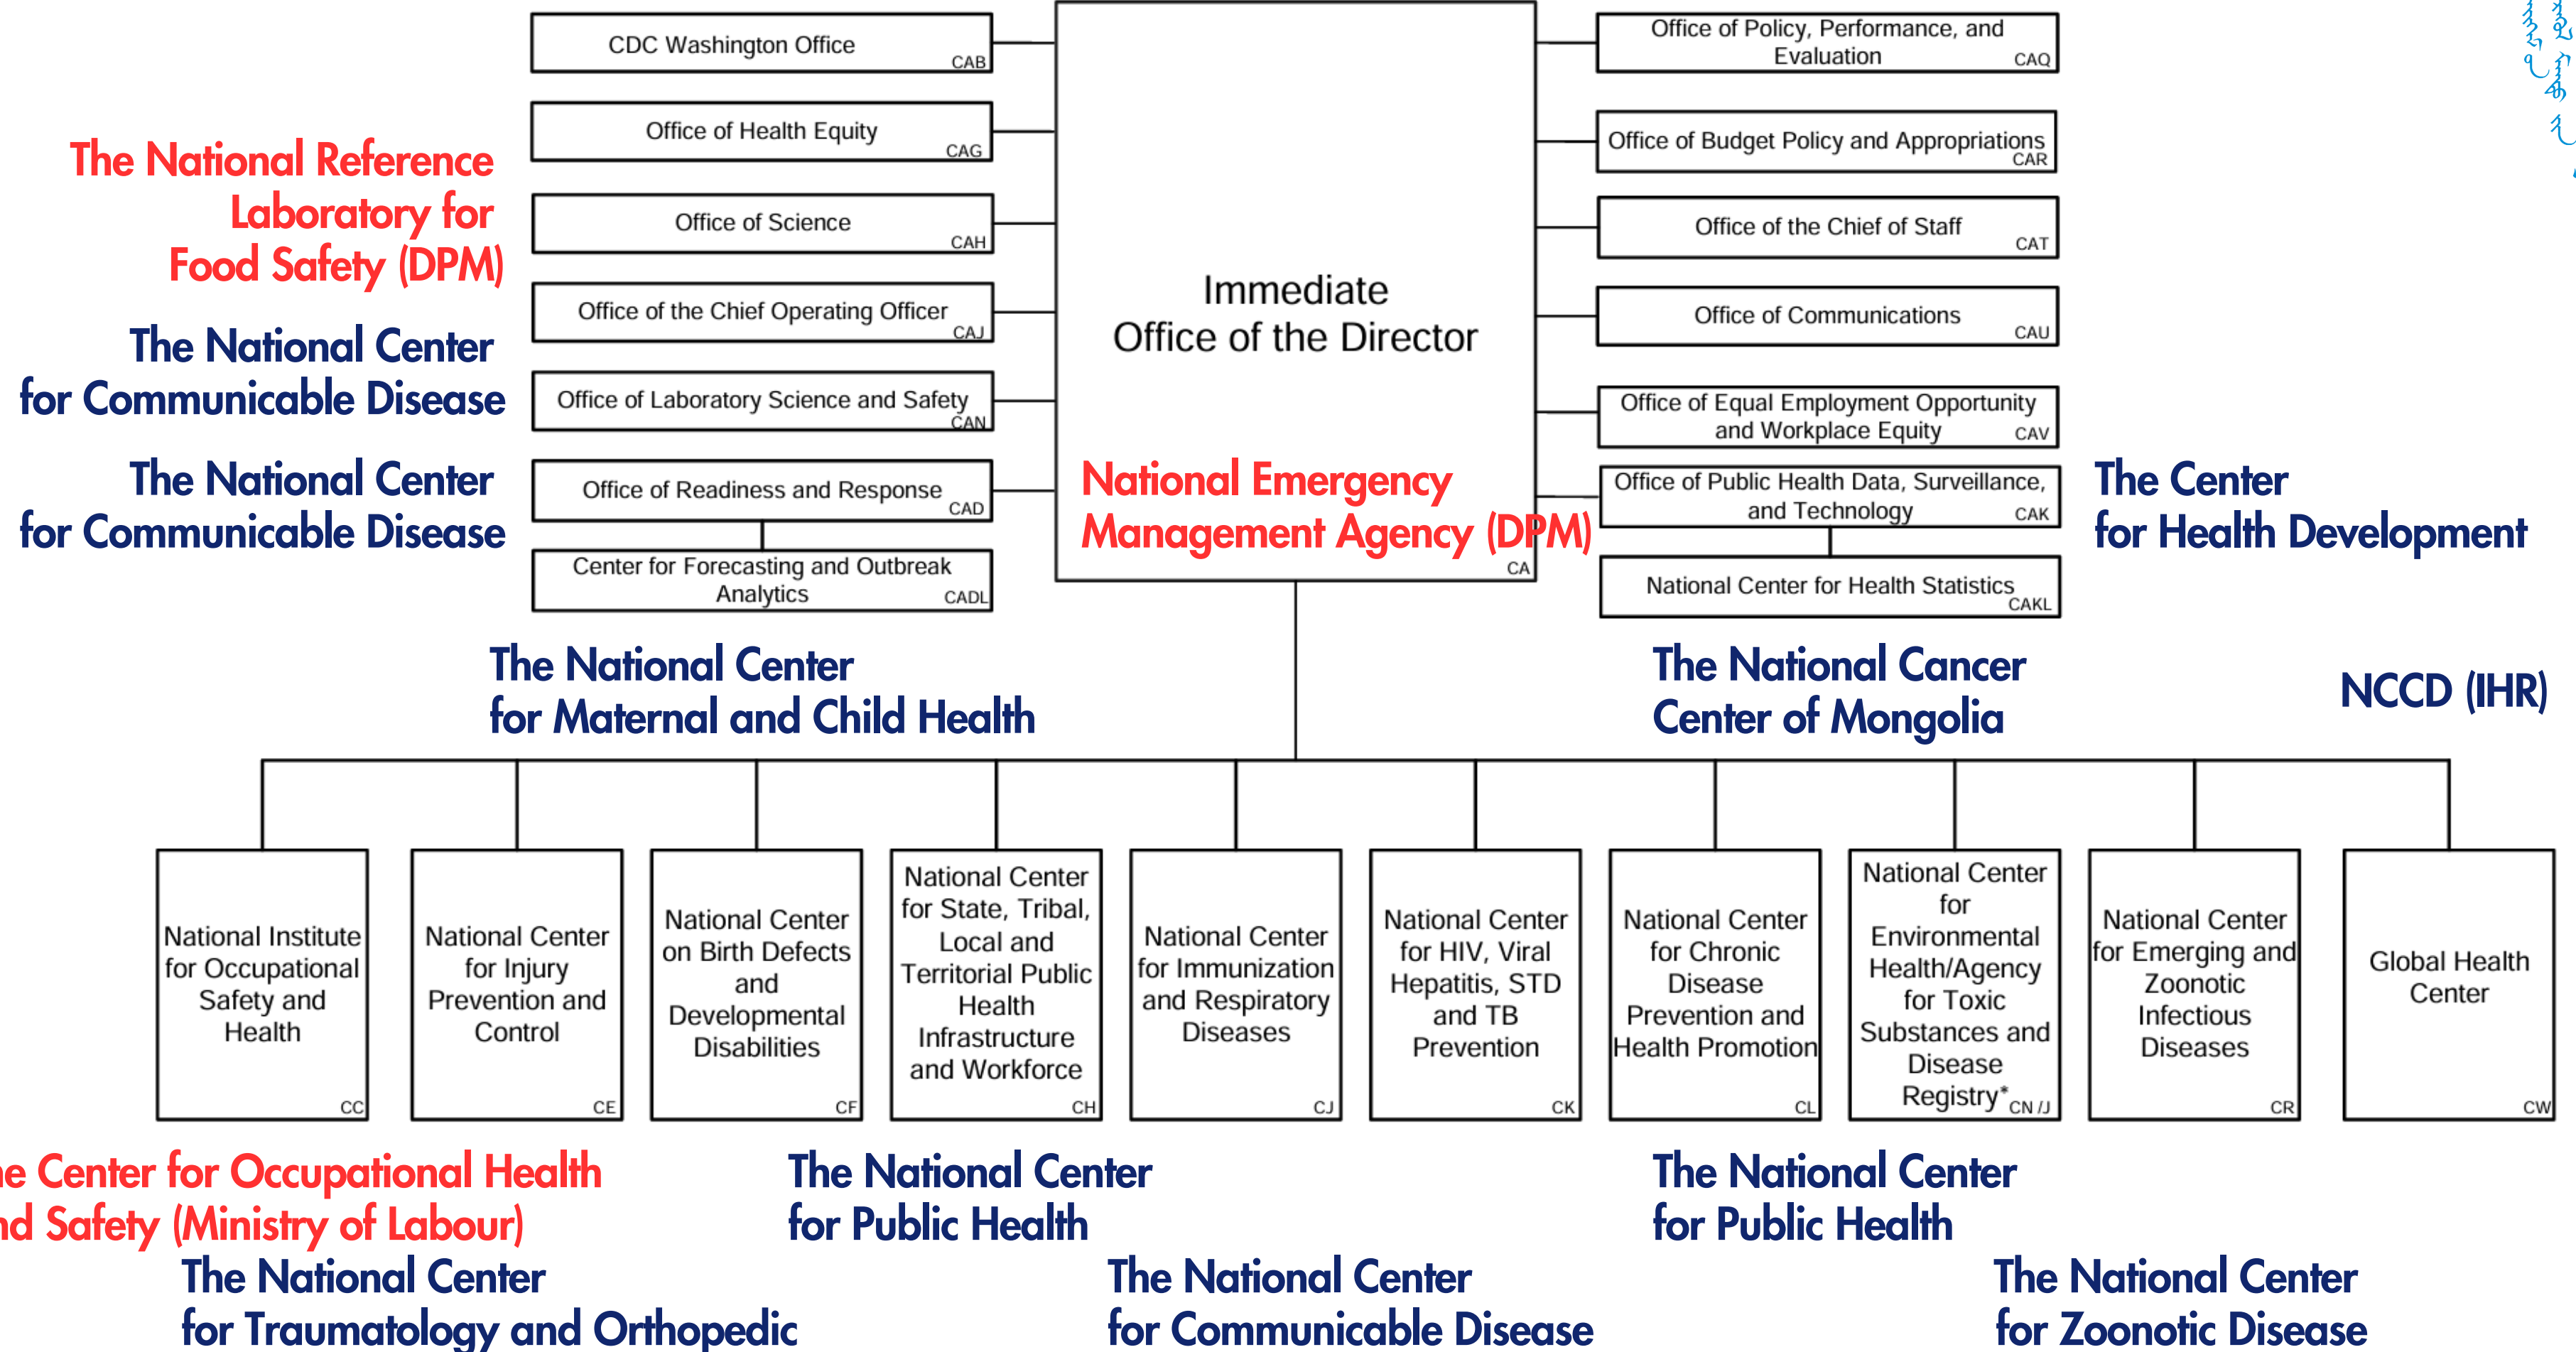 CDC Washington Office
CAB
Office of Health Equity
CAG
Office of Science
CAH
Office of the Chief Operating Officer
CAJ
Office of Laboratory Science and Safety
CAN
Office of Readiness and Response
CAD
Center for Forecasting and Outbreak
Analytics
CADL
The National Reference
Laboratory for
Food Safety (DPM)
The National Center
for Communicable Disease
The National Center
for Communicable Disease
Immediate
Office of the Director
National Emergency
Management Agency (DPM)
CA
Office of Policy, Performance, and
Evaluation
CAQ
Office of Budget Policy and Appropriations
CAR
Office of the Chief of Staff
CAT
Office of Communications
CAU
Office of Equal Employment Opportunity
and Workplace Equity
CAV
Office of Public Health Data, Surveillance,
and Technology
CAK
National Center for Health Statistics
CAKL
The Center
for Health Development
The National Center
for Maternal and Child Health
The National Cancer
Center of Mongolia
NCCD (IHR)
National Institute
for Occupational
Safety and
Health
CC
National Center
for Injury
Prevention and
Control
CE
National Center
on Birth Defects
and
Developmental
Disabilities
CF
National Center
for State, Tribal,
Local and
Territorial Public
Health
Infrastructure
and Workforce
CH
National Center
for Immunization
and Respiratory
Diseases
CJ
National Center
for HIV, Viral
Hepatitis, STD
and TB
Prevention
CK
National Center
for Chronic
Disease
Prevention and
Health Promotion
CL
National Center
for
Environmental
Health/Agency
for Toxic
Substances and
Disease
Registry*
CN /J
National Center
for Emerging and
Zoonotic
Infectious
Diseases
CR
Global Health
Center
CW
Center for Occupational Health
Safety (Ministry of Labour)
The National Center
for Traumatology and Orthopedic
The National Center
for Public Health
The National Center
for Communicable Disease
The National Center
for Public Health
The National Center
for Zoonotic Disease